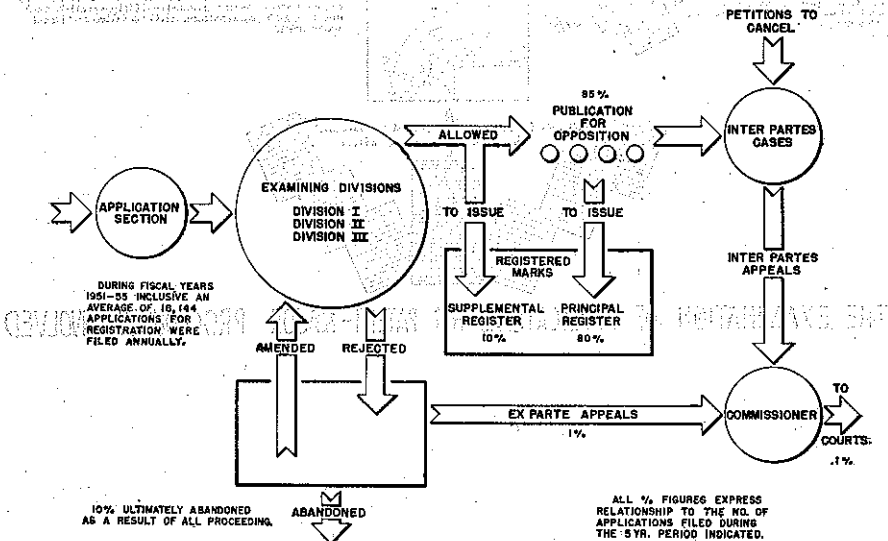 PETITIONS TO
CANCEL
85%
PUBLICATION
FOR
OPPOSITION
ALLOWED
INTER PARTES
CASES
APPLICATION
SECTION
EXAMINING DIVISIONS
DIVISION I
DIVISION II
DIVISION III
TO ISSUE
TO ISSUE
REGISTERED
MARKS
SUPPLEMENTAL
REGISTER
10%
PRINCIPAL
REGISTER
80%
INTER PARTES
APPEALS
DURING FISCAL YEARS
1951-55 INCLUSIVE AN
AVERAGE OF 18,144
APPLICATIONS FOR
REGISTRATION WERE
FILED ANNUALLY.
AMENDED
REJECTED
EX PARTE APPEALS
1%
COMMISSIONER
TO
COURTS
.1%
10% ULTIMATELY ABANDONED
AS A RESULT OF ALL PROCEEDING.
ABANDONED
ALL % FIGURES EXPRESS
RELATIONSHIP TO THE NO. OF
APPLICATIONS FILED DURING
THE 5 YR. PERIOD INDICATED.